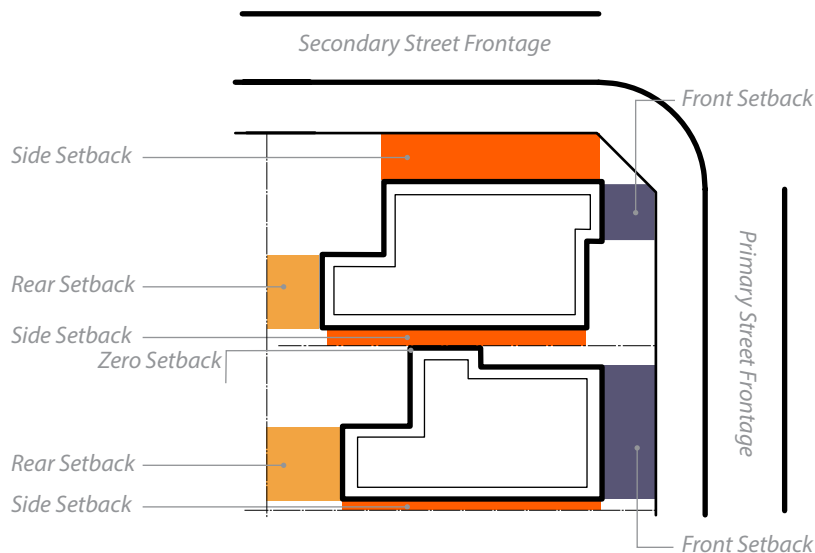 Secondary Street Frontage
Front Setback
Side Setback
Primary Street Frontage
Rear Setback
Side Setback
Zero Setback
Rear Setback
Side Setback
Front Setback